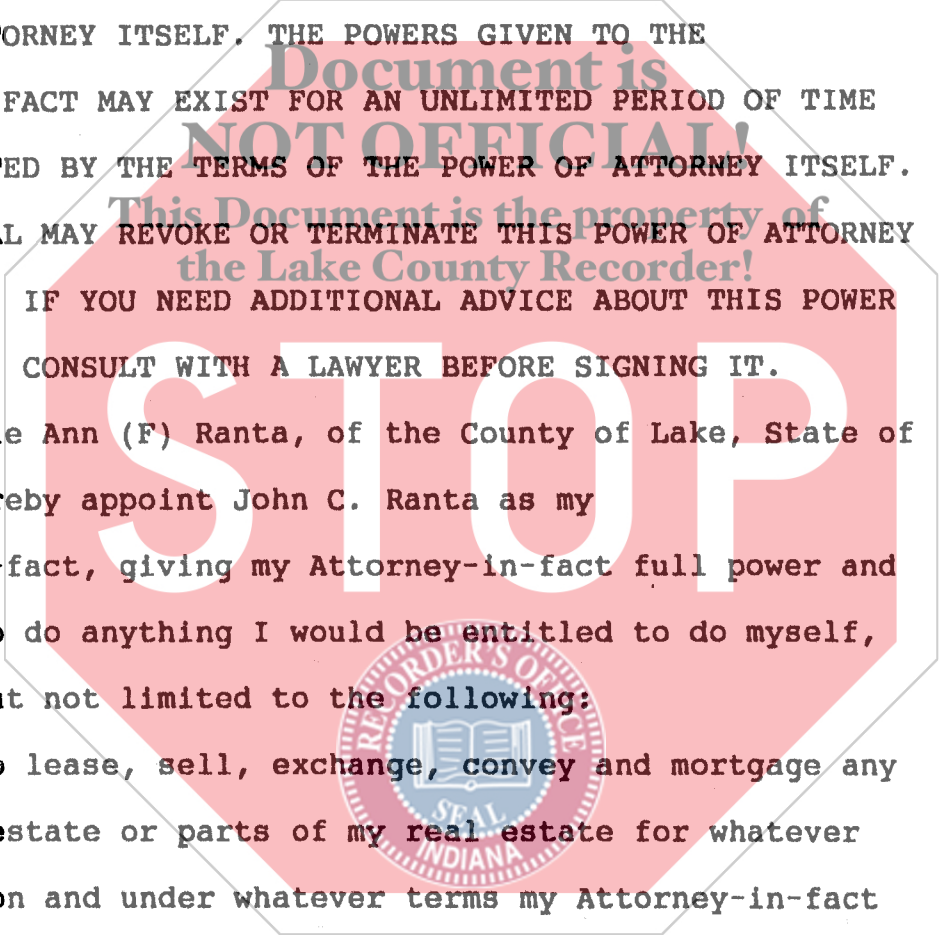 ORNEY ITSELF. THE POWERS GIVEN TO THE
Document is
FACT MAY EXIST FOR AN UNLIMITED PERIOD OF TIME
NOT OFFICIAL!
ED BY THE TERMS OF THE POWER OF ATTORNEY ITSELF.
This Document is the property of
L MAY REVOKE OR TERMINATE THIS POWER OF ATTORNEY
the Lake County Recorder!
IF YOU NEED ADDITIONAL ADVICE ABOUT THIS POWER
CONSULT WITH A LAWYER BEFORE SIGNING IT.
STOP
e Ann (F) Ranta, of the County of Lake, State of
reby appoint John C. Ranta as my
-fact, giving my Attorney-in-fact full power and
do anything I would be entitled to do myself,
t not limited to the following:
lease, sell, exchange, convey and mortgage any
estate or parts of my real estate for whatever
on and under whatever terms my Attorney-in-fact
RECORDER'S OFFICE
SEAL
INDIANA